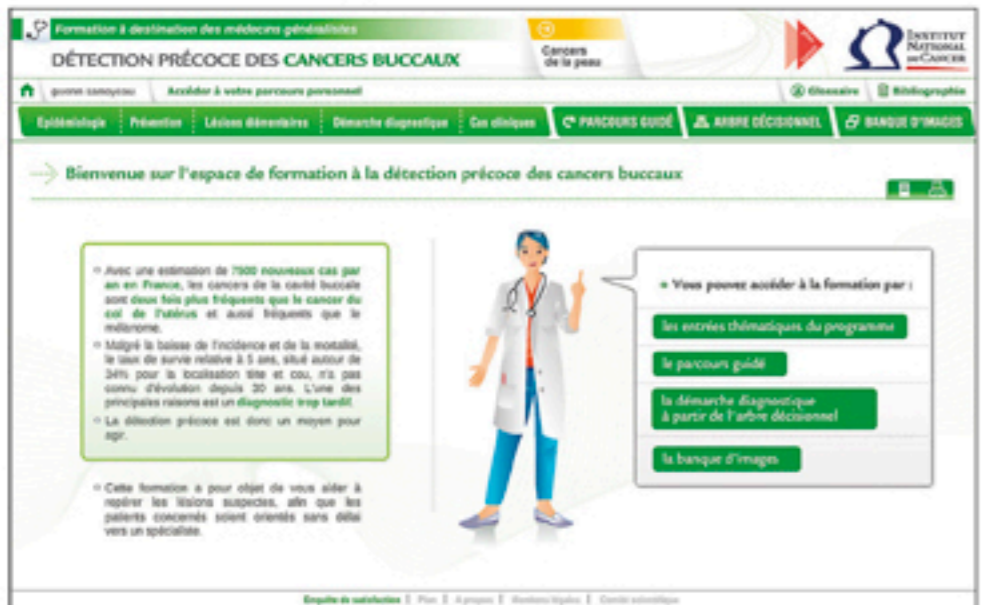 Formation à destination des médecins généralistes
DÉTECTION PRÉCOCE DES CANCERS BUCCAUX
Cancers
de la peau
INSTITUT
NATIONAL
DU CANCER
Accéder à votre parcours personnel
Glossaire
Bibliographie
Epidémiologie
Prévention
Lésions élémentaires
Démarche diagnostique
Cas cliniques
PARCOURS GUIDÉ
ARBRE DÉCISIONNEL
BANQUE D'IMAGES
Bienvenue sur l'espace de formation à la détection précoce des cancers buccaux
Avec une estimation de 7500 nouveaux cas par
an en France, les cancers de la cavité buccale
sont deux fois plus fréquents que le cancer du
col de l'utérus et aussi fréquents que le
mélanome.
Malgré la baisse de l'incidence et de la mortalité,
le taux de survie relative à 5 ans, situé autour de
34% pour la localisation tête et cou, n'a pas
connu d'évolution depuis 30 ans. L'une des
principales raisons est un diagnostic trop tardif.
La détection précoce est donc un moyen pour
agir.
Cette formation a pour objet de vous aider à
repérer les lésions suspectes, afin que les
patients concernés soient orientés sans délai
vers un spécialiste.
Vous pouvez accéder à la formation par :
les entrées thématiques du programme
le parcours guidé
la démarche diagnostique
à partir de l'arbre décisionnel
la banque d'images
Enquête de satisfaction | Plan | A propos | Mentions légales | Comité scientifique